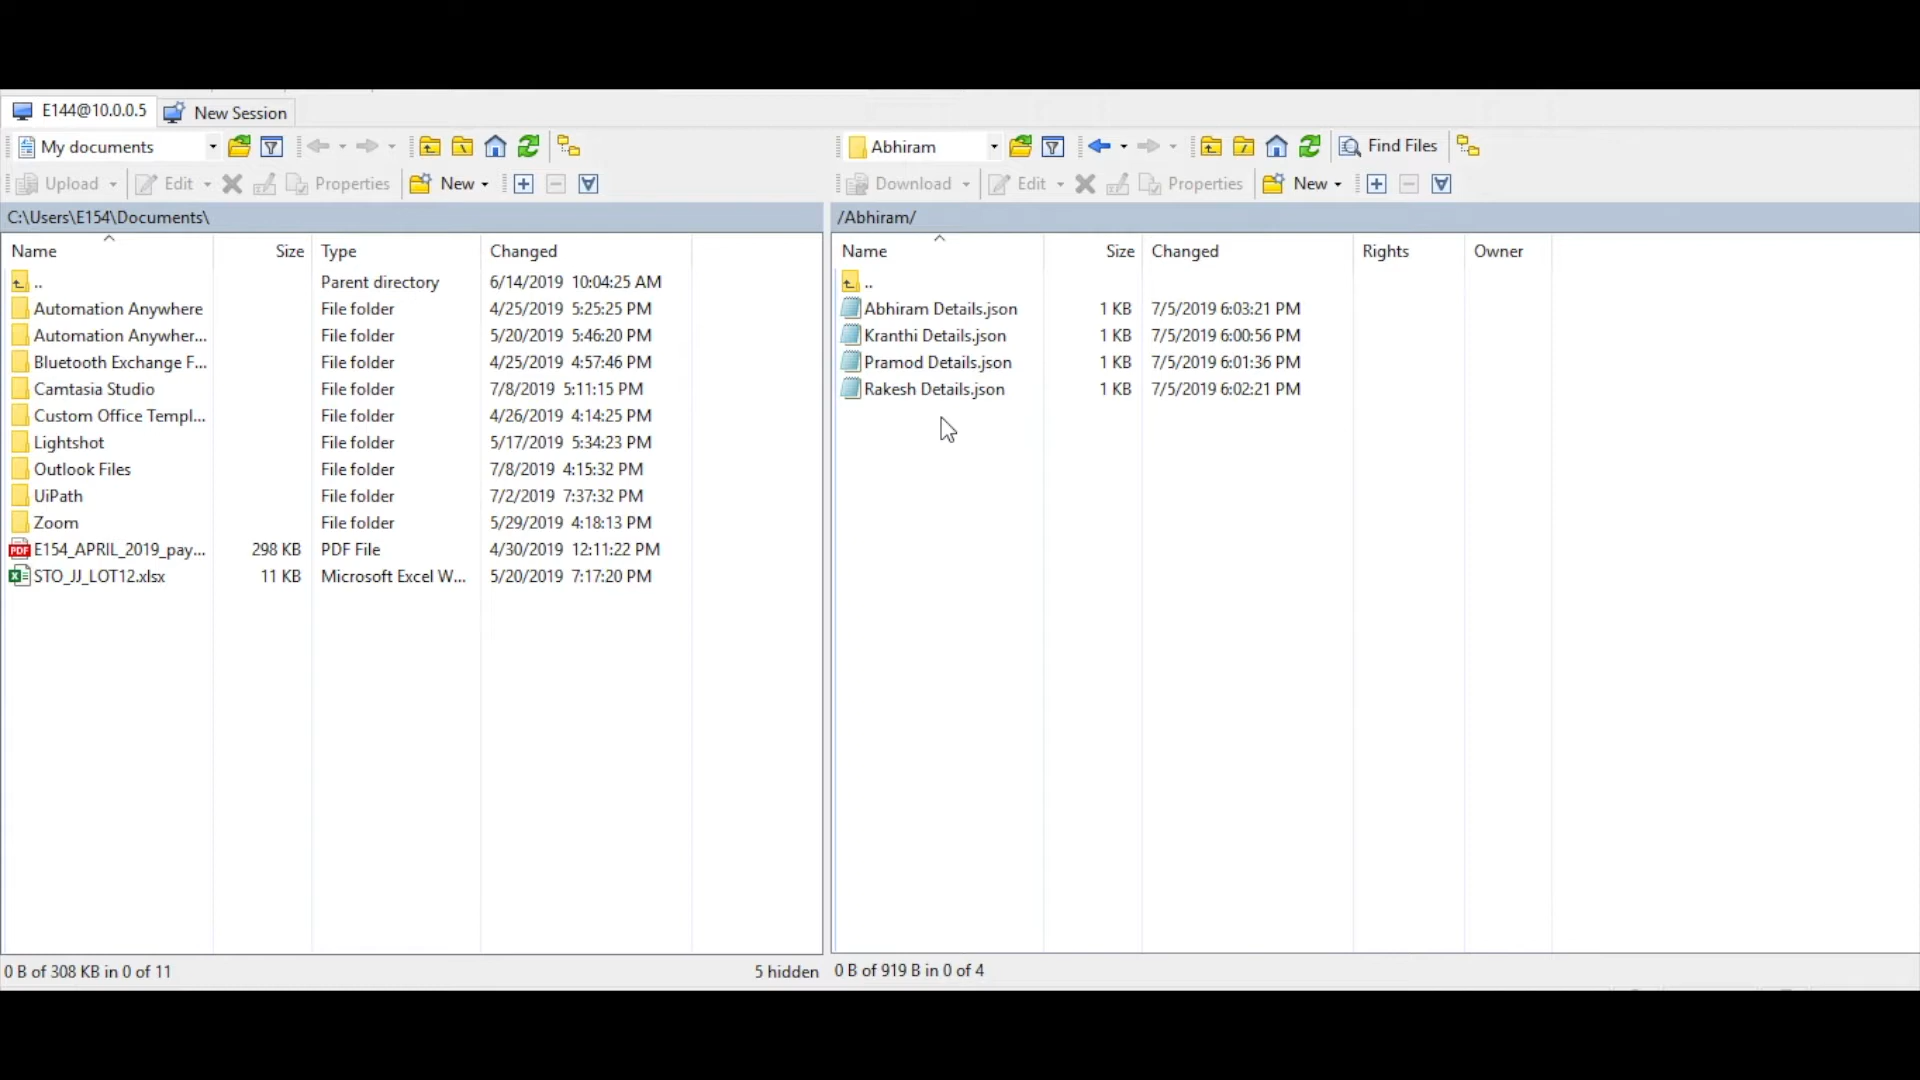 E144@10.0.0.5 New Session
My documents
Upload Edit Properties New
C:\Users\E154\Documents\
Name Size Type Changed
.. Parent directory 6/14/2019 10:04:25 AM
Automation Anywhere File folder 4/25/2019 5:25:25 PM
Automation Anywher... File folder 5/20/2019 5:46:20 PM
Bluetooth Exchange F... File folder 4/25/2019 4:57:46 PM
Camtasia Studio File folder 7/8/2019 5:11:15 PM
Custom Office Templ... File folder 4/26/2019 4:14:25 PM
Lightshot File folder 5/17/2019 5:34:23 PM
Outlook Files File folder 7/8/2019 4:15:32 PM
UiPath File folder 7/2/2019 7:37:32 PM
Zoom File folder 5/29/2019 4:18:13 PM
PDF E154_APRIL_2019_pay... 298 KB PDF File 4/30/2019 12:11:22 PM
STO_JJ_LOT12.xlsx 11 KB Microsoft Excel W... 5/20/2019 7:17:20 PM
0 B of 308 KB in 0 of 11 5 hidden
Abhiram Find Files
Download Edit Properties New
/Abhiram/
Name Size Changed Rights Owner
..
Abhiram Details.json 1 KB 7/5/2019 6:03:21 PM
Kranthi Details.json 1 KB 7/5/2019 6:00:56 PM
Pramod Details.json 1 KB 7/5/2019 6:01:36 PM
Rakesh Details.json 1 KB 7/5/2019 6:02:21 PM
0 B of 919 B in 0 of 4